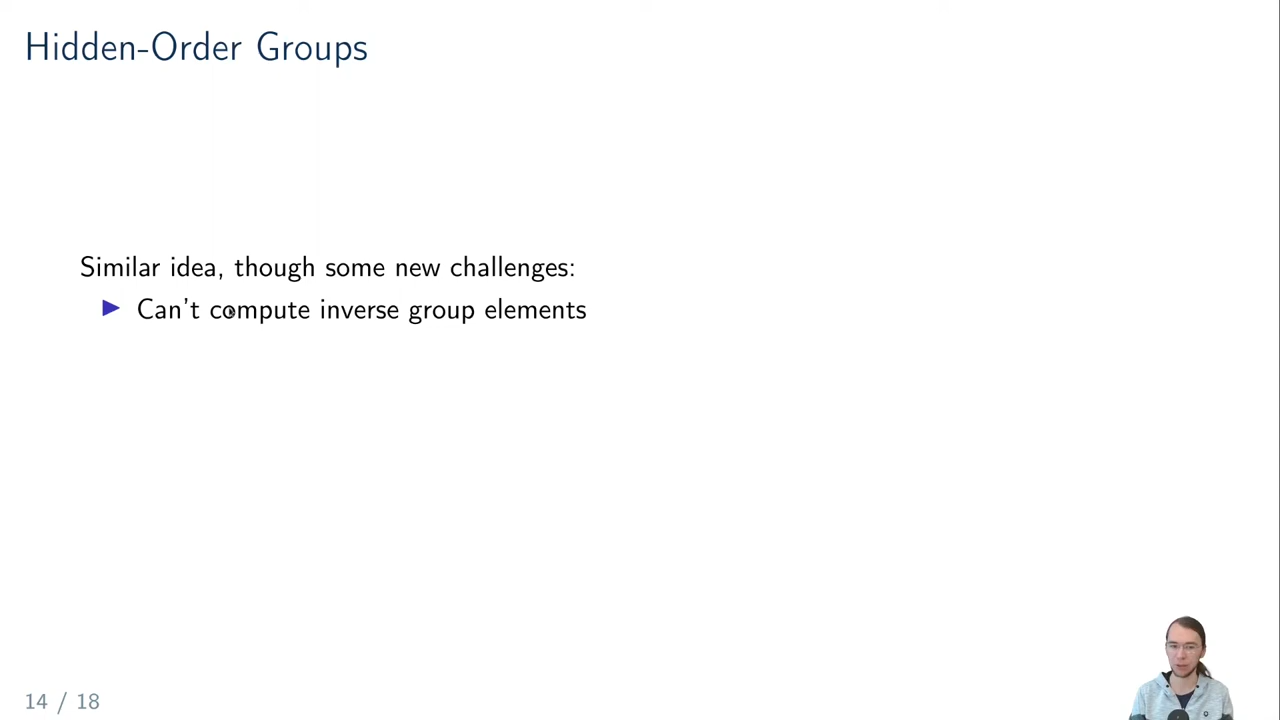 Hidden-Order Groups
Similar idea, though some new challenges:
Can't compute inverse group elements
14 / 18